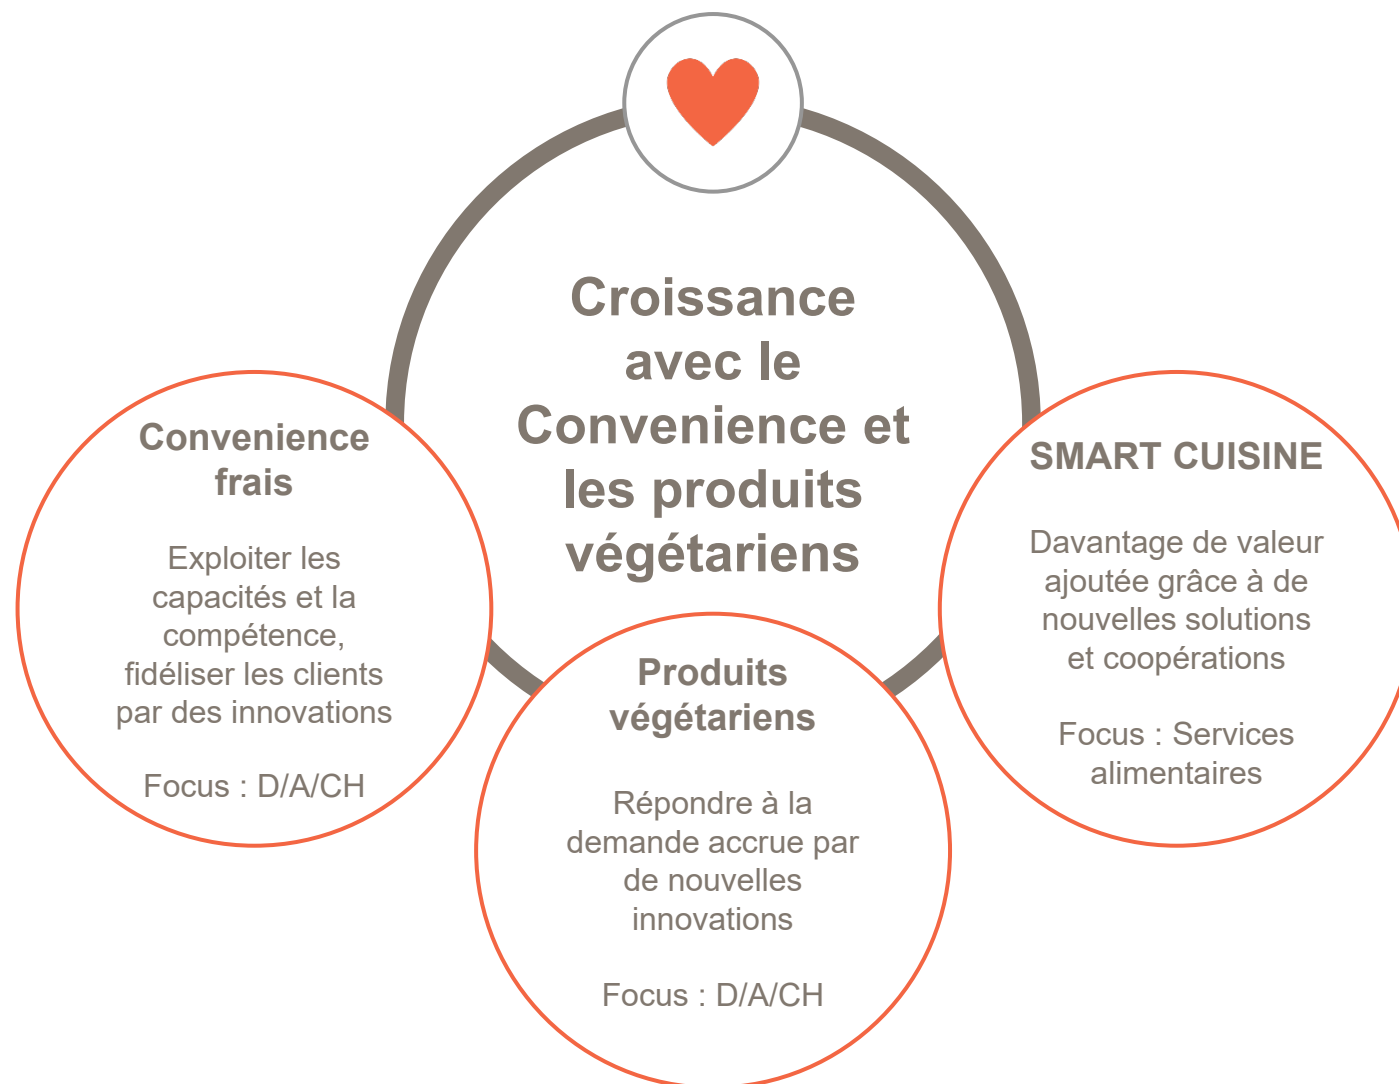 Croissance
avec le
Convenience et
les produits
végétariens
Convenience
frais
Exploiter les
capacités et la
compétence,
fidéliser les clients
par des innovations
Focus : D/A/CH
Produits
végétariens
Répondre à la
demande accrue par
de nouvelles
innovations
Focus : D/A/CH
SMART CUISINE
Davantage de valeur
ajoutée grâce à de
nouvelles solutions
et coopérations
Focus : Services
alimentaires